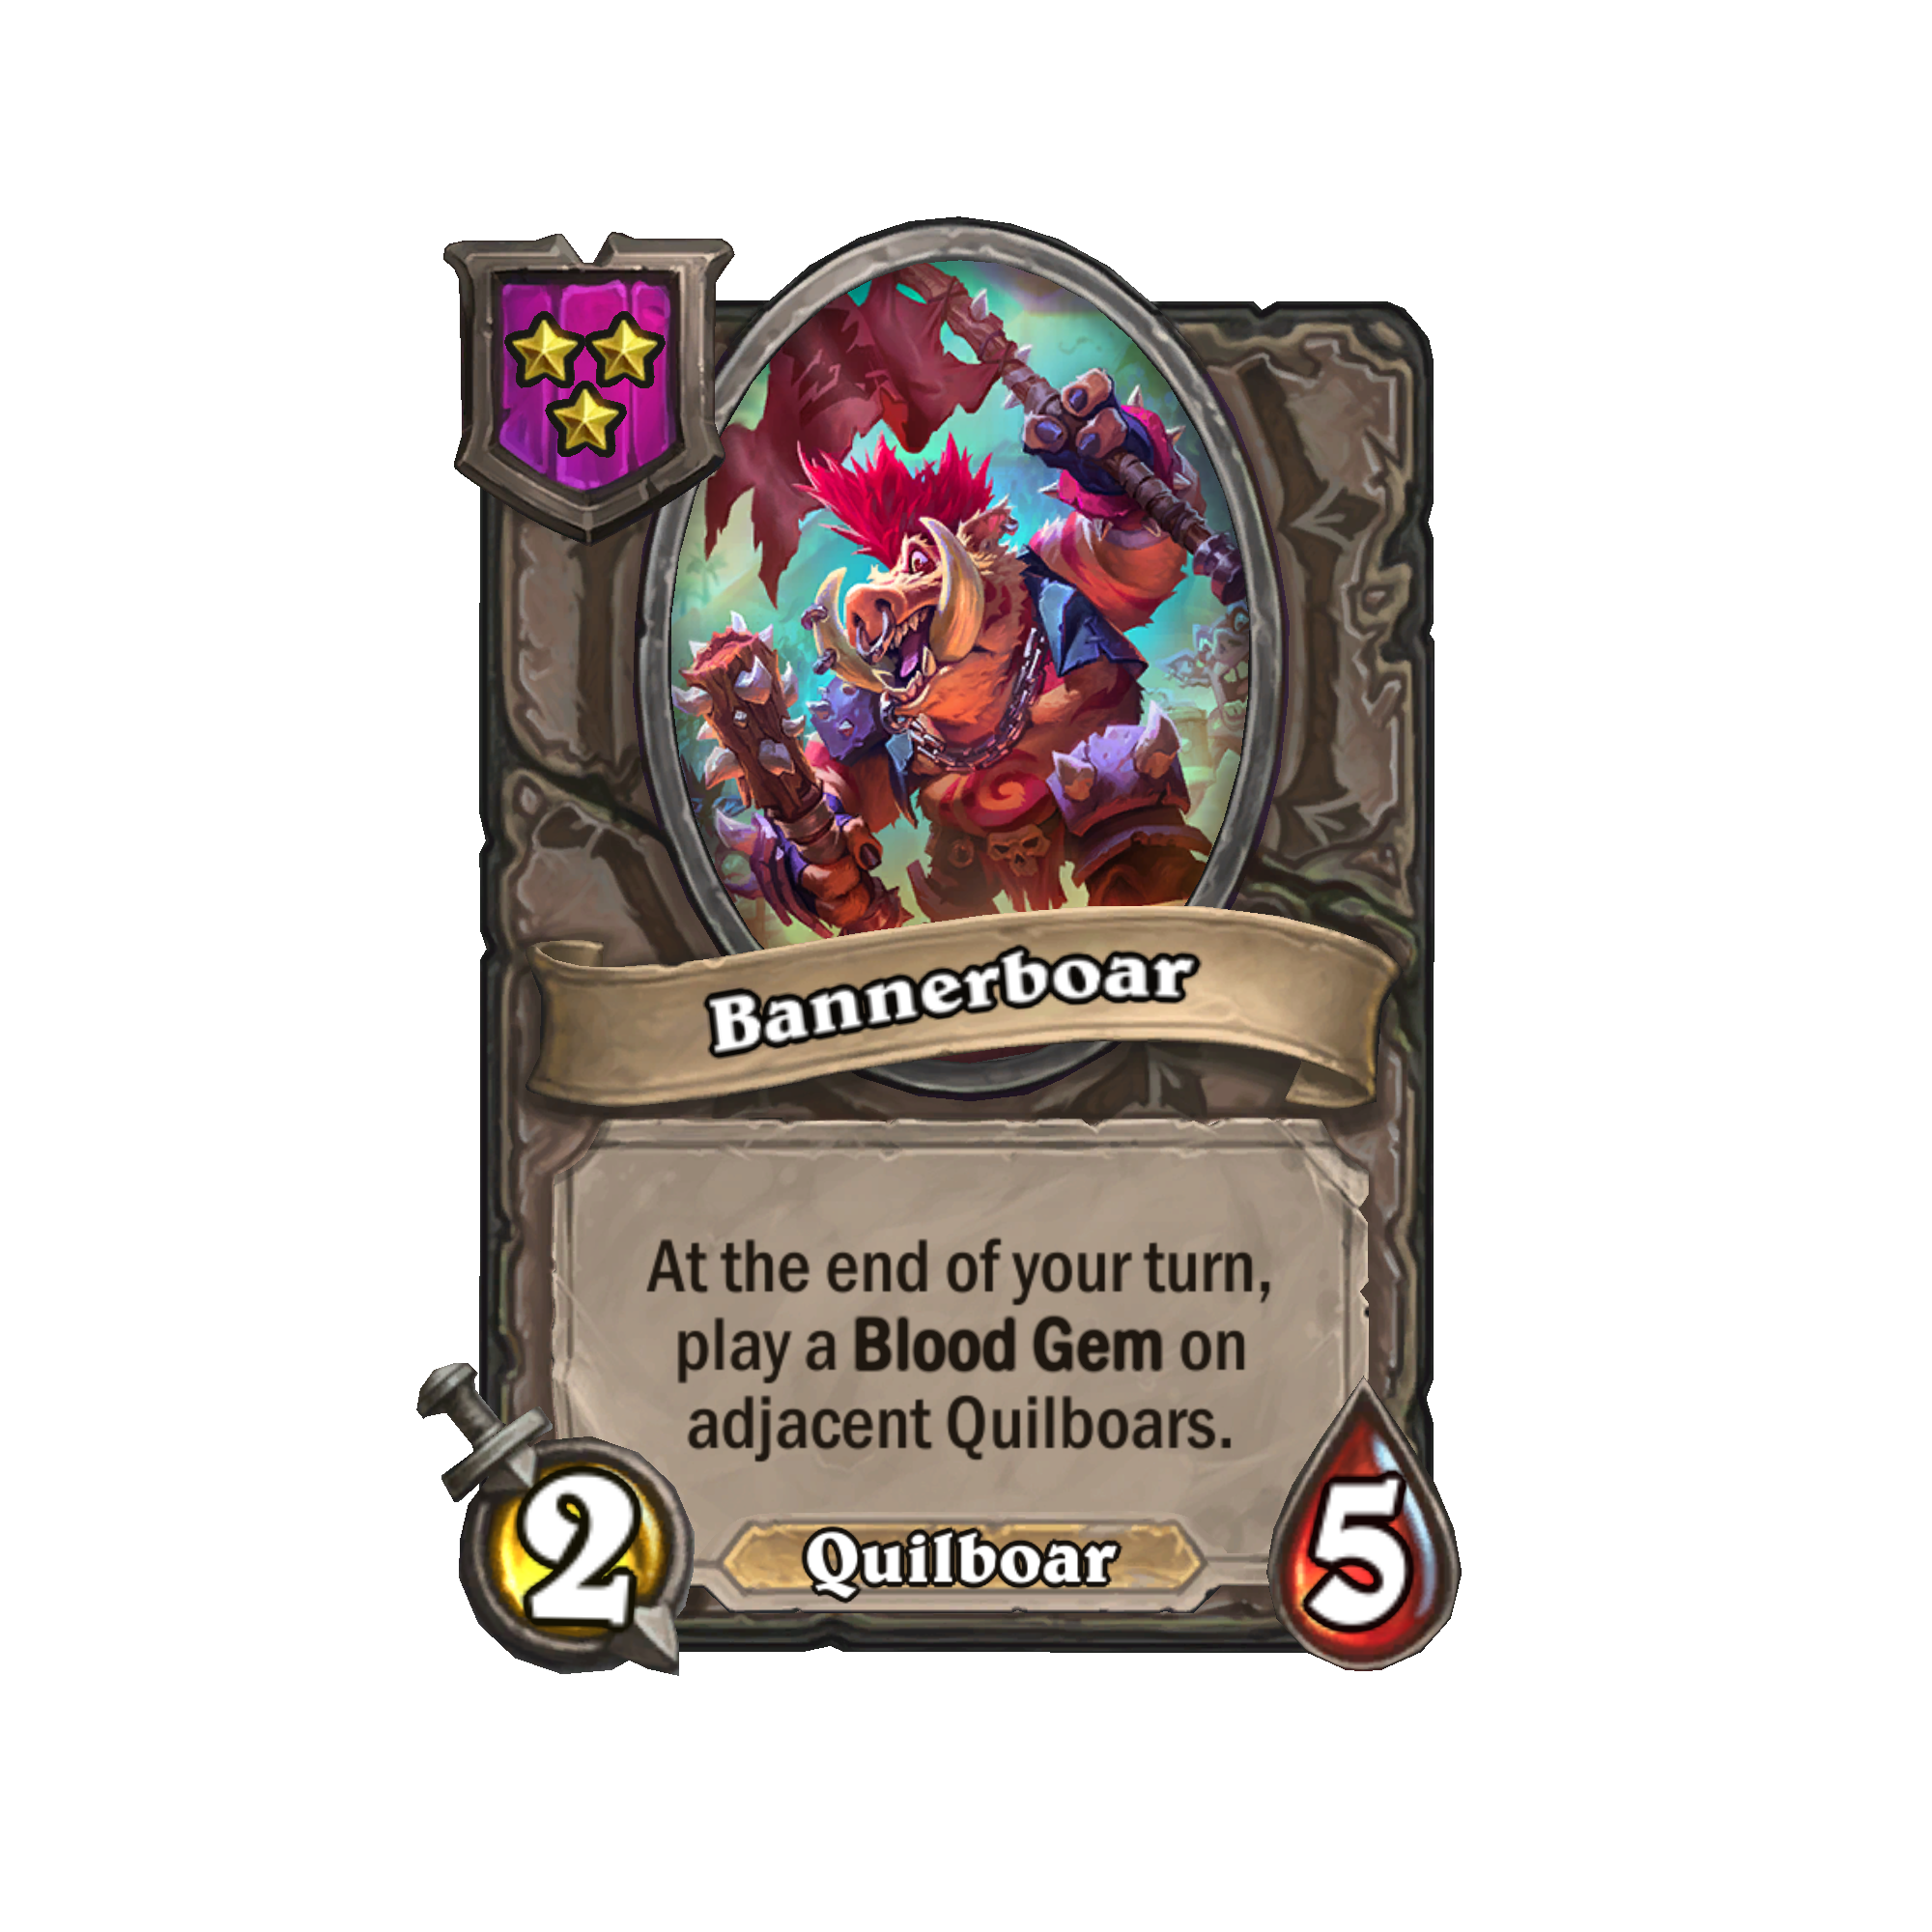 Bannerboar
At the end of your turn,
play a Blood Gem on
adjacent Quilboars.
2
Quilboar
5